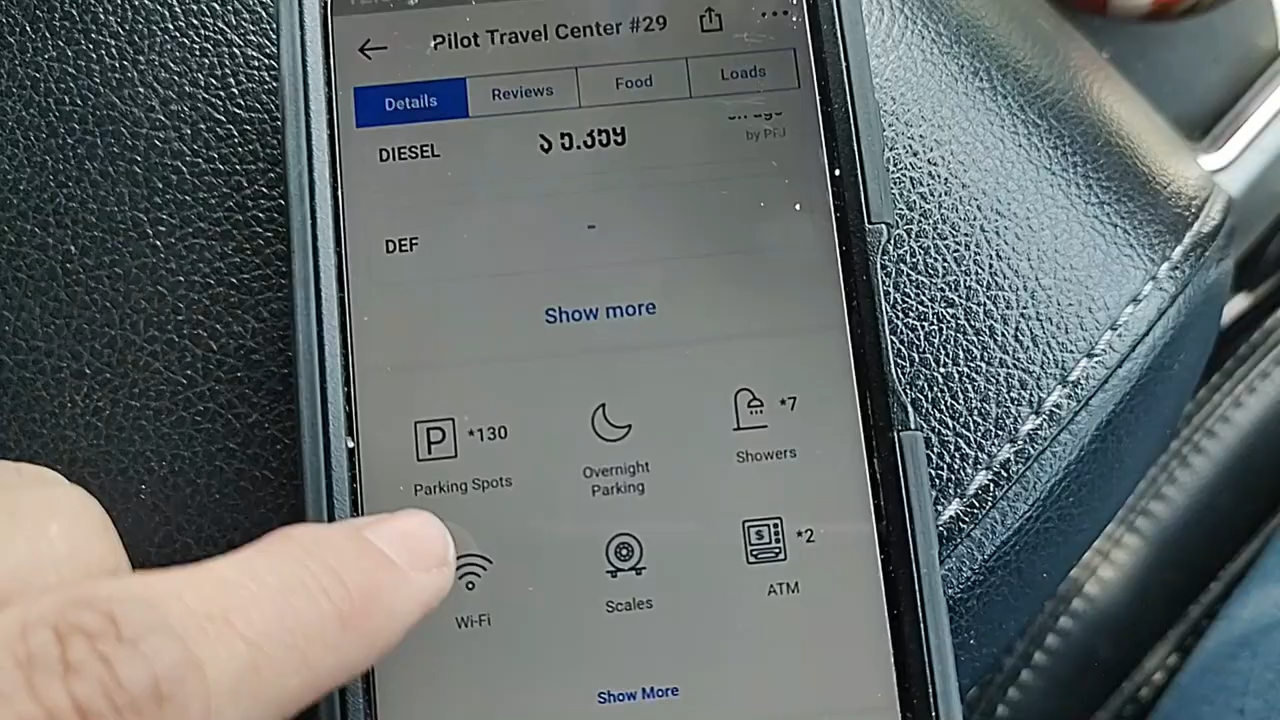 Pilot Travel Center #29
Details
Reviews
Food
Loads
DIESEL
by PFJ
DEF
-
Show more
P *130
*7
Parking Spots
Overnight
Parking
Showers
$ *2
Wi-Fi
Scales
ATM
Show More